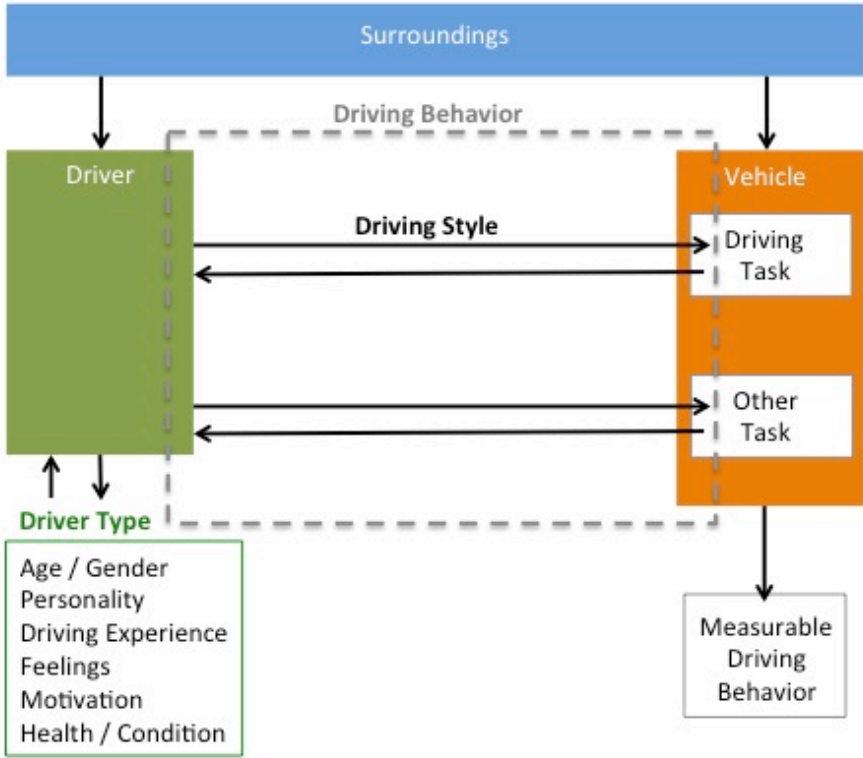 Surroundings
Driving Behavior
Driver
Vehicle
Driving Style
Driving
Task
Other
Task
Driver Type
Age / Gender
Personality
Driving Experience
Feelings
Motivation
Health / Condition
Measurable
Driving
Behavior